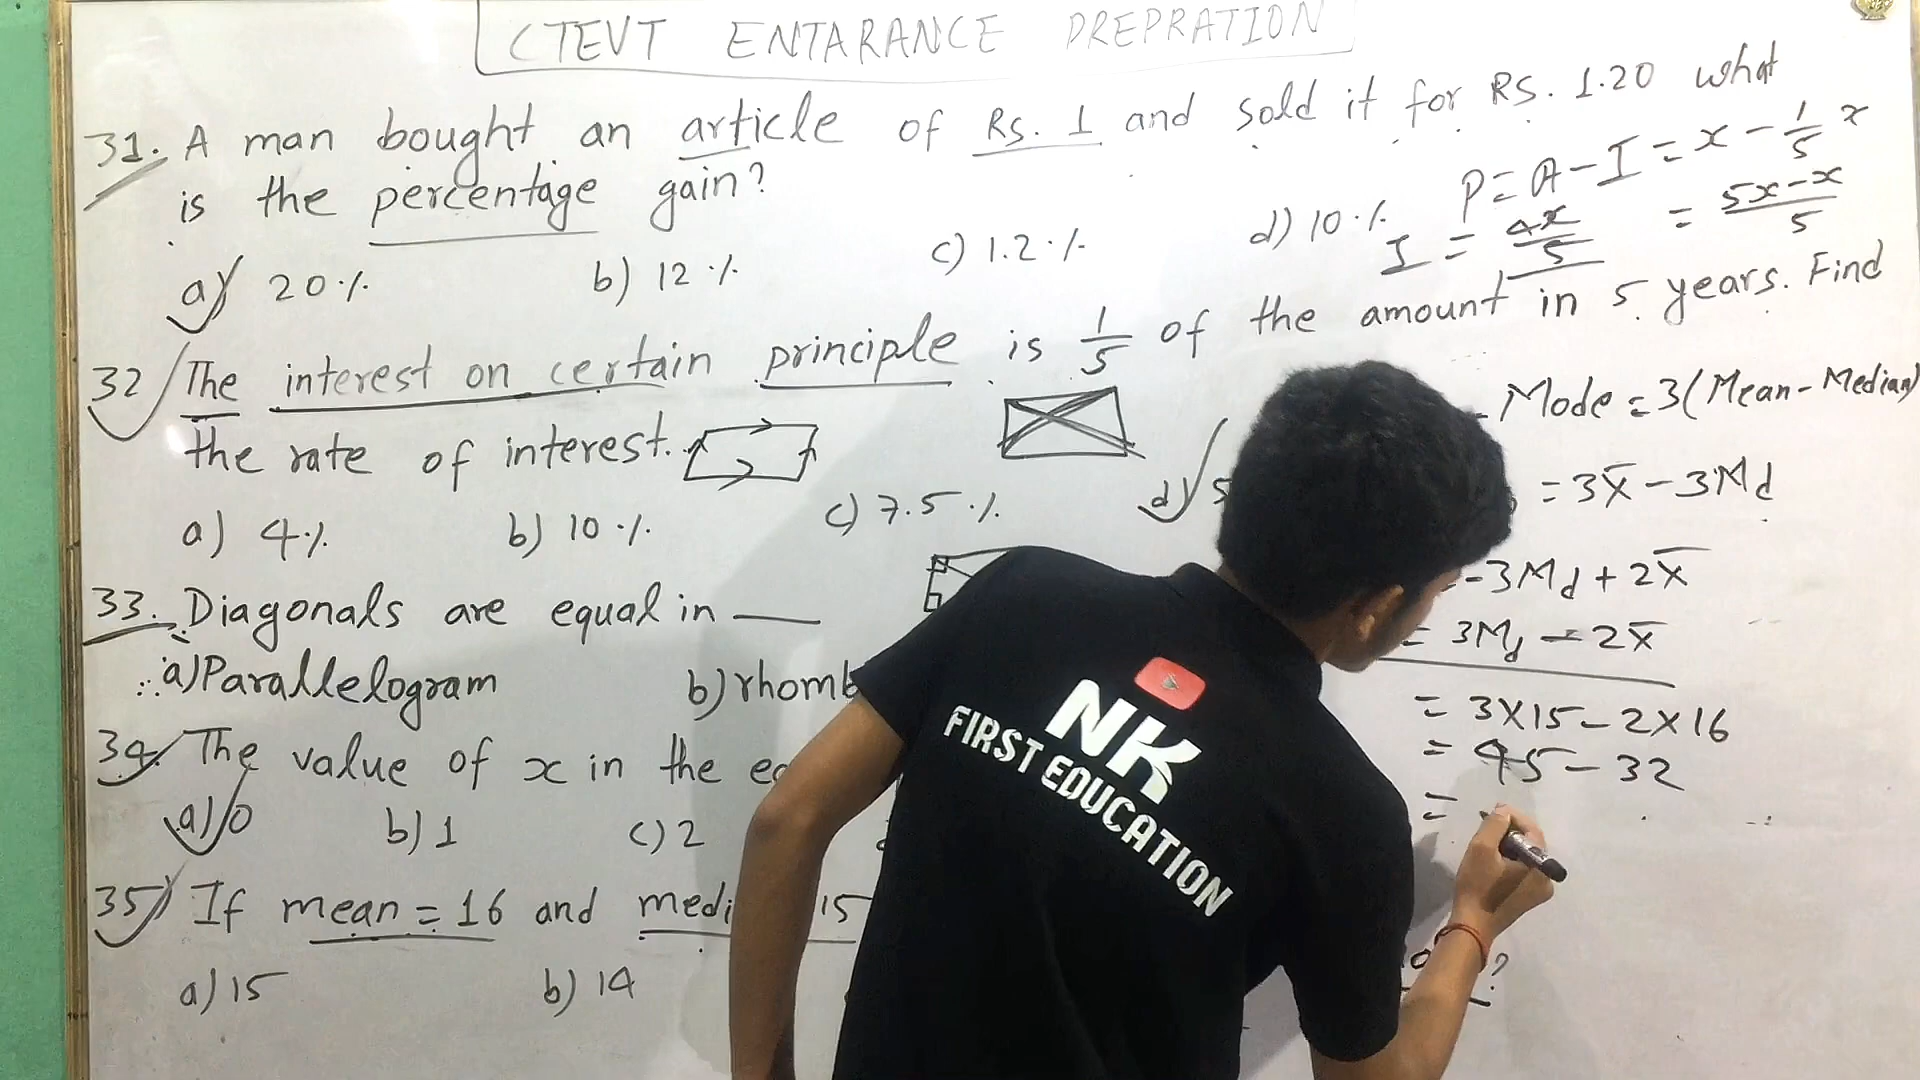 CTEVT ENTARANCE PREPRATION
31. A man bought an article of Rs. 1 and sold it for RS. 1.20 what
is the percentage gain?
a) 20% b) 12% c) 1.2% d) 10%
P = A - I = x - 1/5 x
= 5x-x/5
I = 4x/5
32 The interest on certain principle is 1/5 of the amount in 5 years. Find
the rate of interest.
a) 4% b) 10% c) 7.5% d) 5
33. Diagonals are equal in ___
a) Parallelogram b) rhomb
34. The value of x in the
a) 0 b) 1 c) 2
35) If mean = 16 and medi 15 ?
a) 15 b) 14
- Mode = 3(Mean - Median)
= 3x̅ - 3Md
-3Md + 2x̅
= 3Md - 2x̅
= 3X15 - 2X16
= 45 - 32
=
NK
FIRST EDUCATION